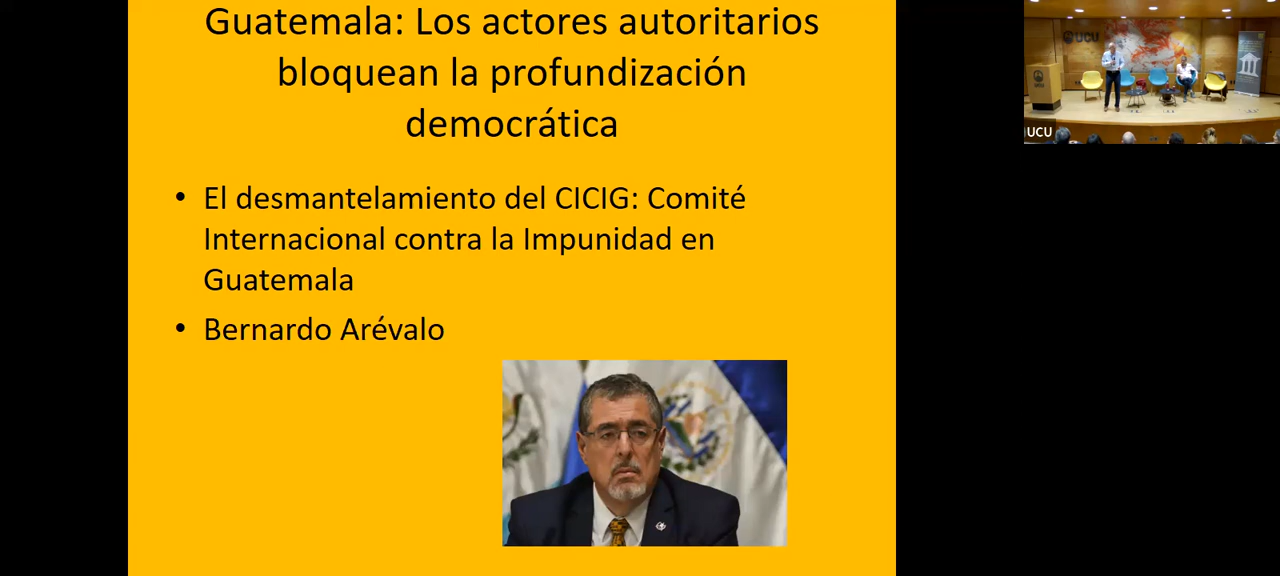 Guatemala: Los actores autoritarios
bloquean la profundización
democrática
• El desmantelamiento del CICIG: Comité
Internacional contra la Impunidad en
Guatemala
• Bernardo Arévalo
UCU
UCU